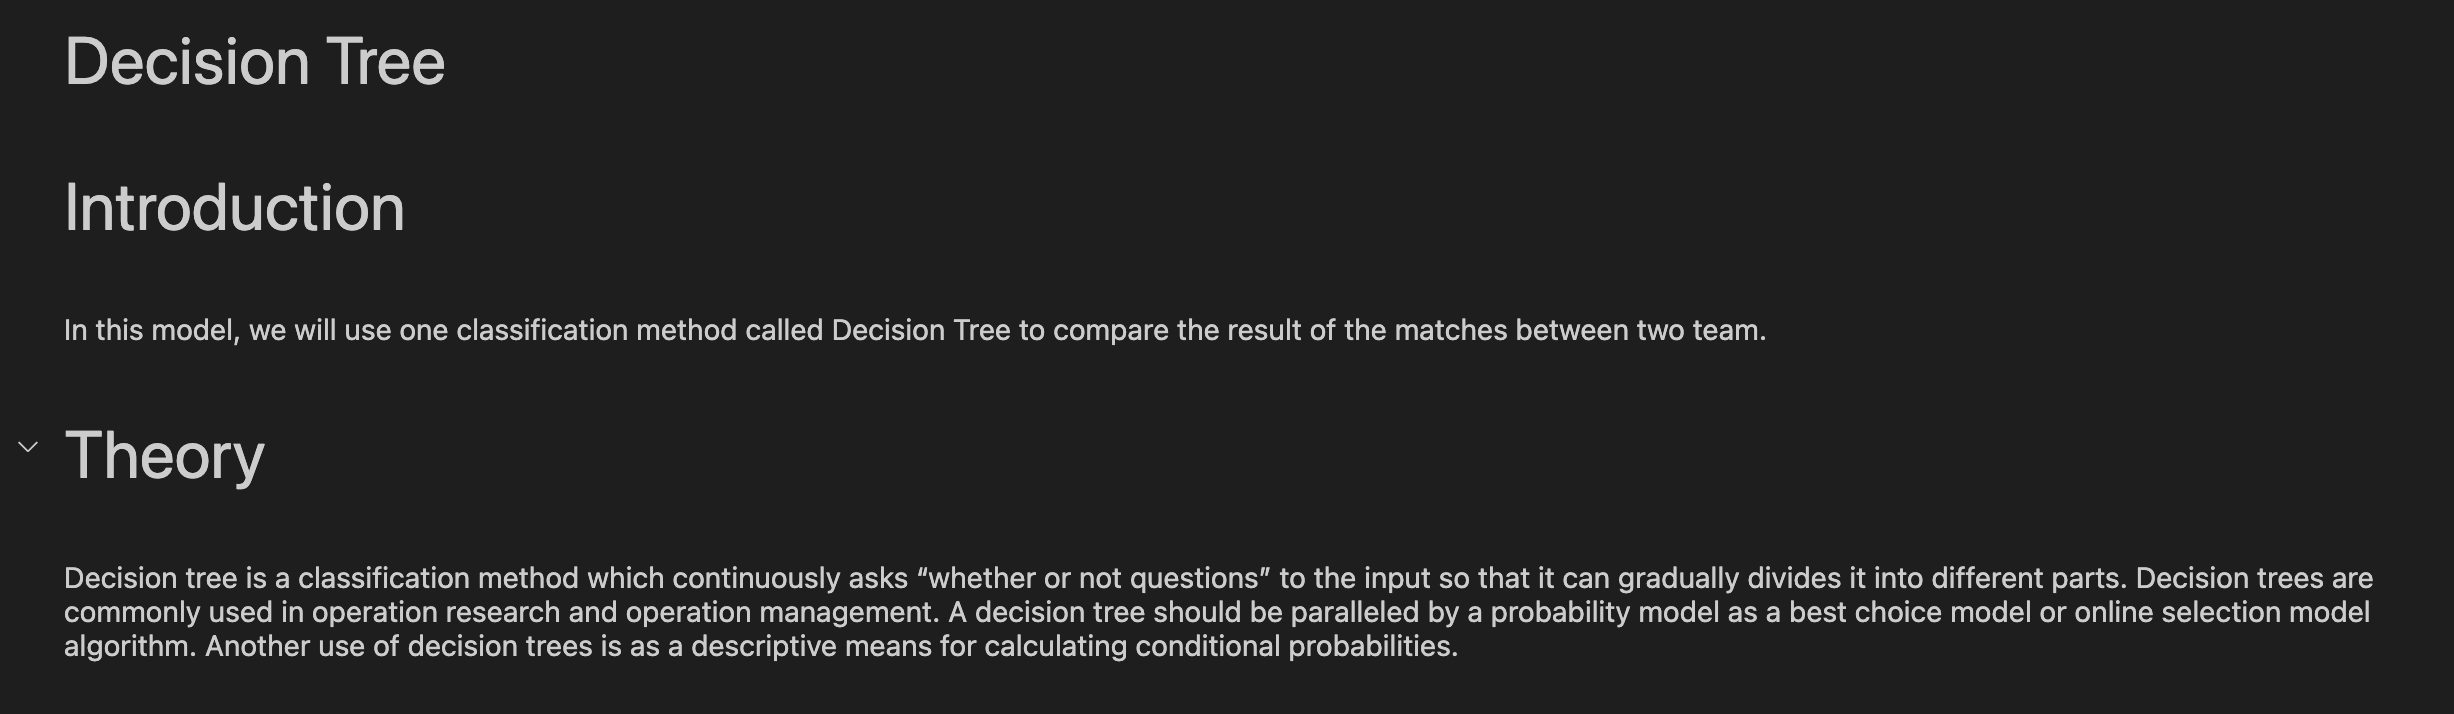 Decision Tree
Introduction
In this model, we will use one classification method called Decision Tree to compare the result of the matches between two team.
Theory
Decision tree is a classification method which continuously asks “whether or not questions” to the input so that it can gradually divides it into different parts. Decision trees are
commonly used in operation research and operation management. A decision tree should be paralleled by a probability model as a best choice model or online selection model
algorithm. Another use of decision trees is as a descriptive means for calculating conditional probabilities.